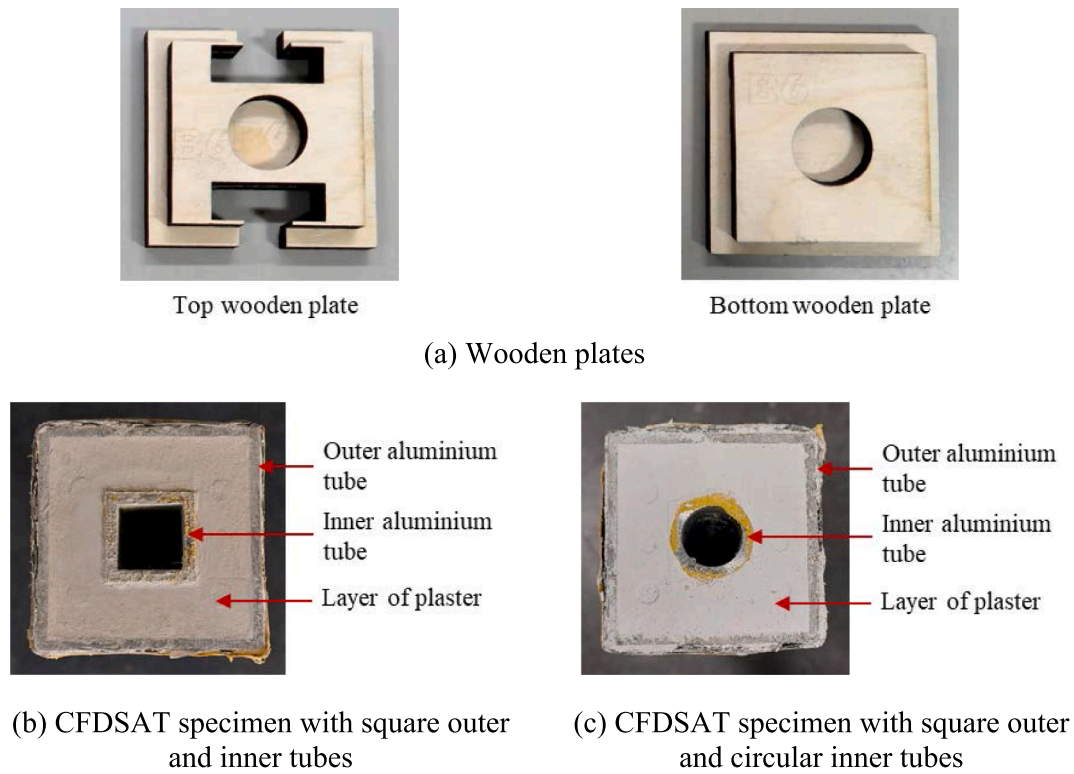 B6
B6
Top wooden plate
Bottom wooden plate
(a) Wooden plates
Outer aluminium
tube
Inner aluminium
tube
Layer of plaster
Outer aluminium
tube
Inner aluminium
tube
Layer of plaster
(b) CFDSAT specimen with square outer
and inner tubes
(c) CFDSAT specimen with square outer
and circular inner tubes